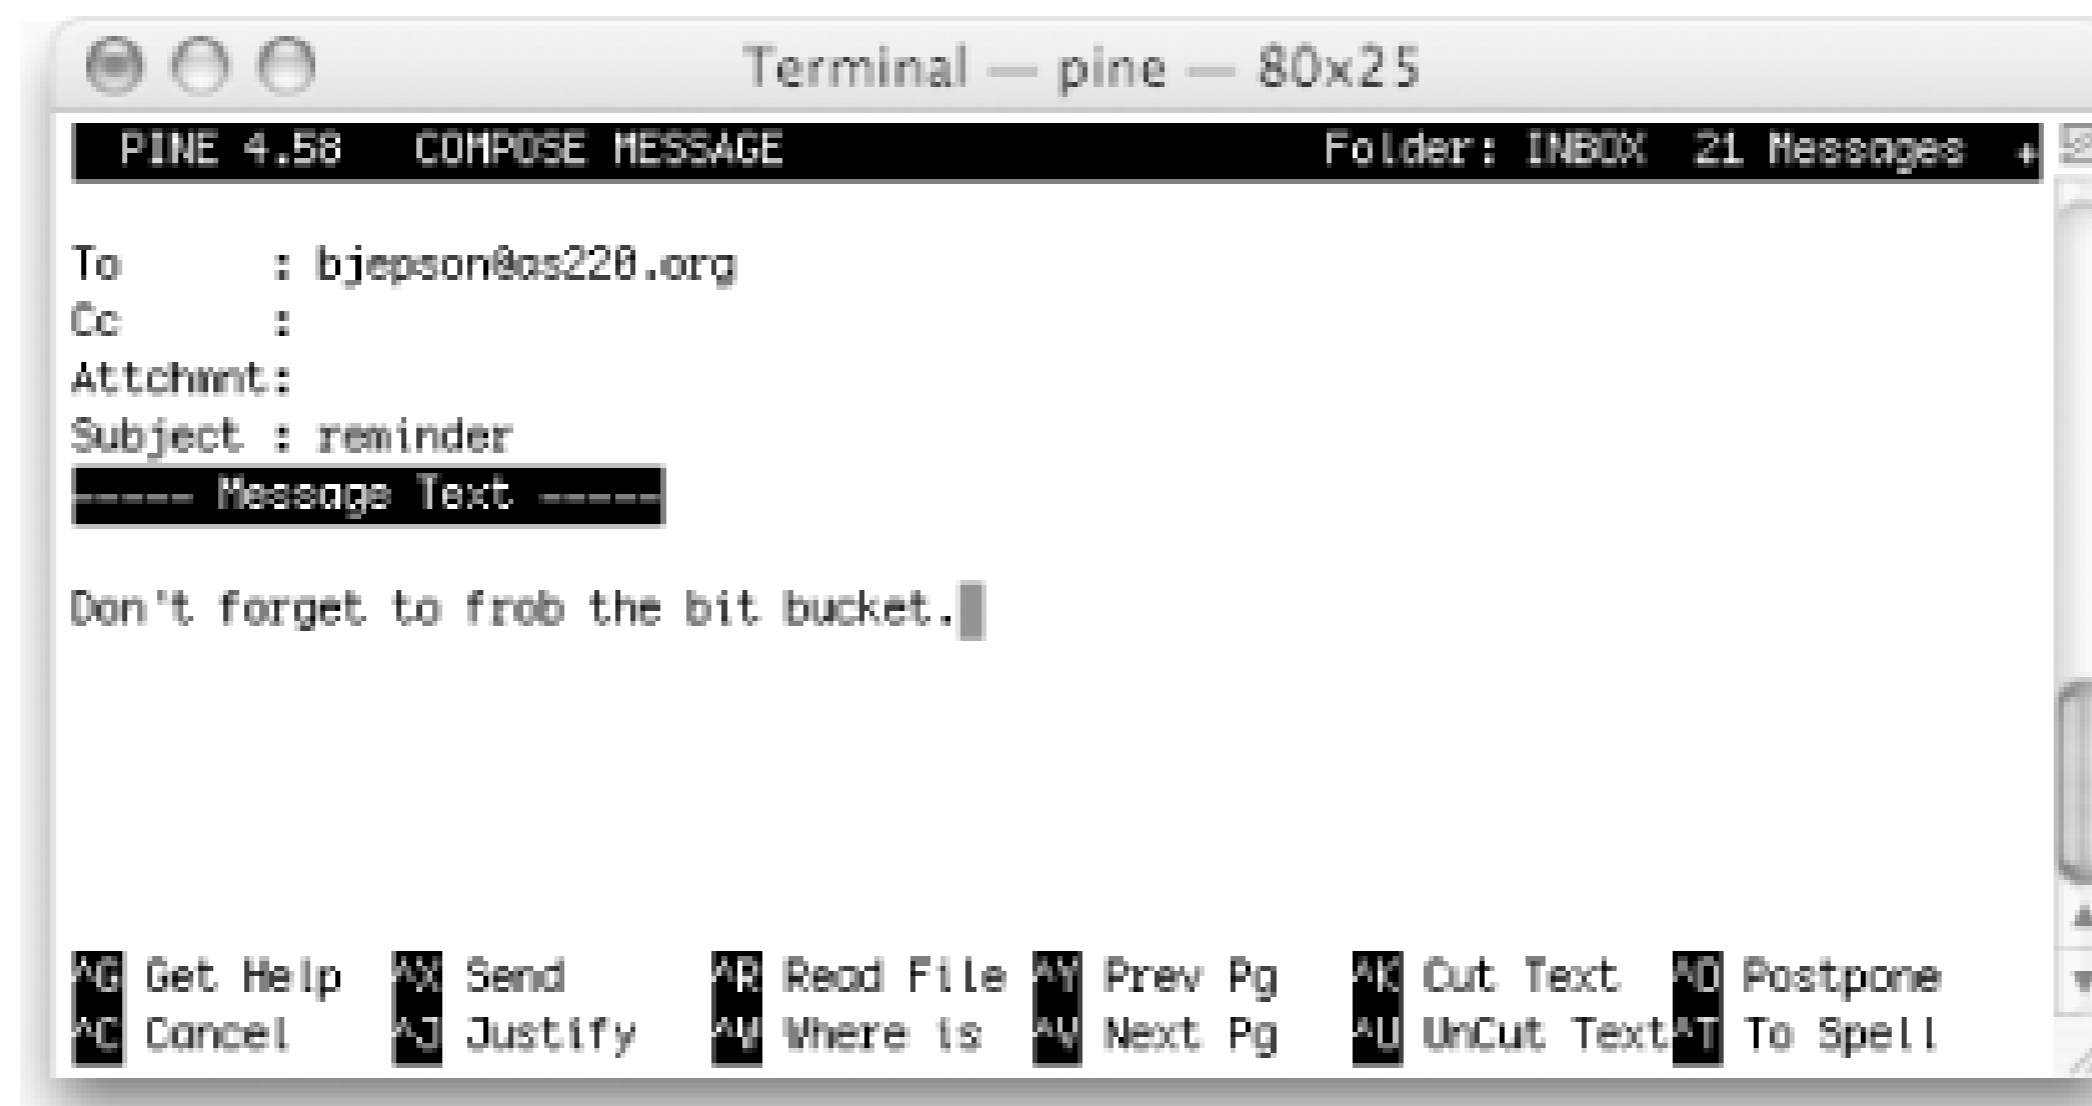 Terminal — pine — 80x25
PINE 4.58 COMPOSE MESSAGE Folder: INBOX 21 Messages +
To : bjepson@as220.org
Cc :
Attchmnt:
Subject : reminder
----- Message Text -----
Don't forget to frob the bit bucket.
^G Get Help ^X Send ^R Read File ^Y Prev Pg ^K Cut Text ^O Postpone
^C Cancel ^J Justify ^W Where is ^V Next Pg ^U UnCut Text ^T To Spell